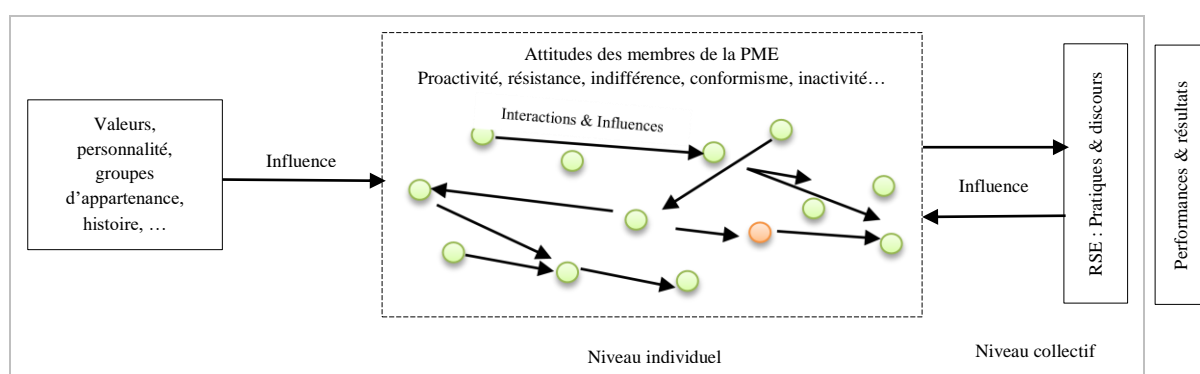 Valeurs,
personnalité,
groupes
d’appartenance,
histoire, …
Influence
Attitudes des membres de la PME
Proactivité, résistance, indifférence, conformisme, inactivité…
Interactions & Influences
Influence
RSE : Pratiques & discours
Performances & résultats
Niveau individuel
Niveau collectif